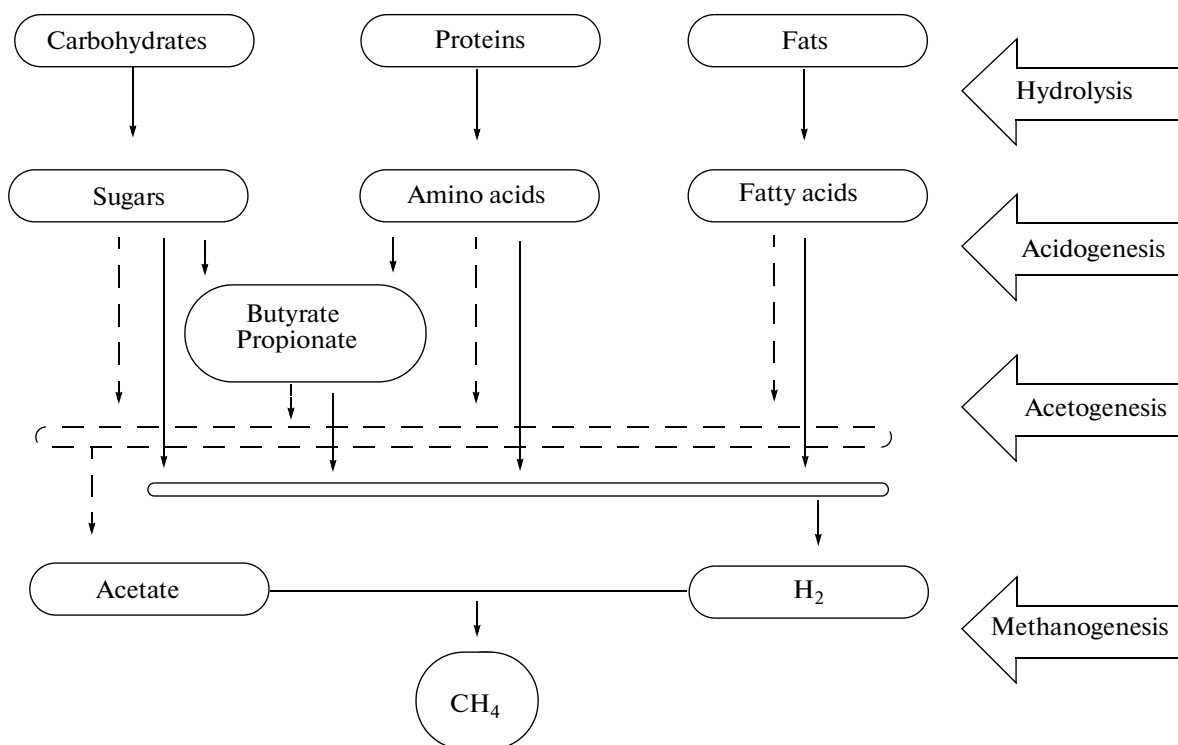 Carbohydrates
Proteins
Fats
Hydrolysis
Sugars
Amino acids
Fatty acids
Acidogenesis
Butyrate
Propionate
Acetogenesis
Acetate
H₂
Methanogenesis
CH₄